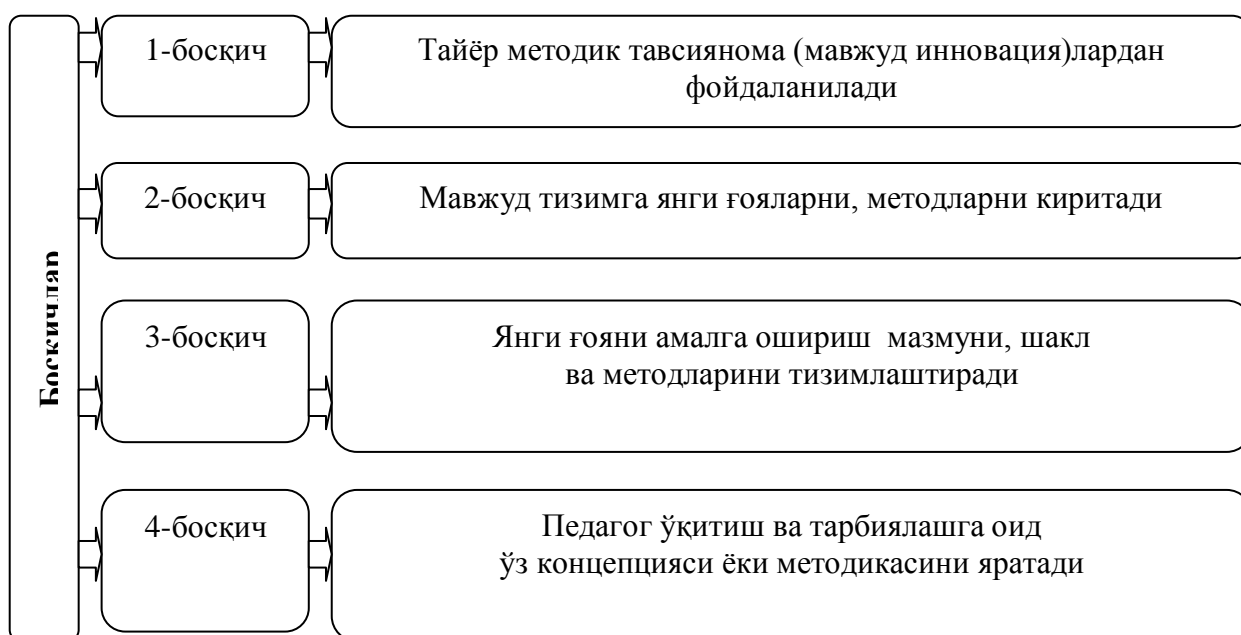 Босқичлар
1-босқич
Тайёр методик тавсиянома (мавжуд инновация)лардан
фойдаланилади
2-босқич
Мавжуд тизимга янги ғояларни, методларни киритади
3-босқич
Янги ғояни амалга ошириш мазмуни, шакл
ва методларини тизимлаштиради
4-босқич
Педагог ўқитиш ва тарбиялашга оид
ўз концепцияси ёки методикасини яратади